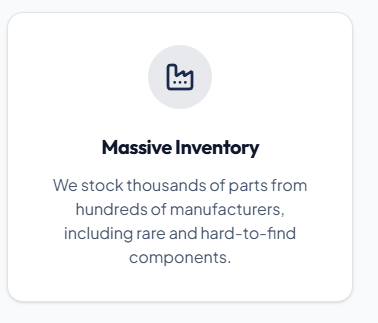 Massive Inventory
We stock thousands of parts from
hundreds of manufacturers,
including rare and hard-to-find
components.